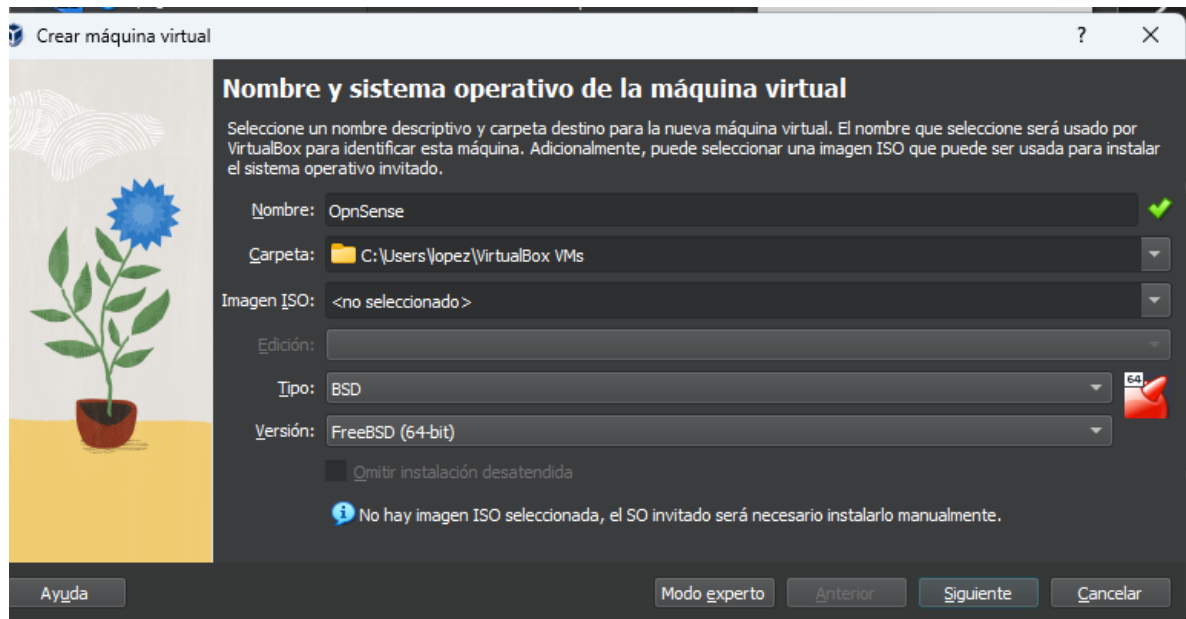 Crear máquina virtual
?
Nombre y sistema operativo de la máquina virtual
Seleccione un nombre descriptivo y carpeta destino para la nueva máquina virtual. El nombre que seleccione será usado por
VirtualBox para identificar esta máquina. Adicionalmente, puede seleccionar una imagen ISO que puede ser usada para instalar
el sistema operativo invitado.
Nombre: OpnSense
Carpeta: C:\Users\lopez\VirtualBox VMs
Imagen ISO: <no seleccionado>
Edición:
Tipo: BSD
64
Versión: FreeBSD (64-bit)
Omitir instalación desatendida
No hay imagen ISO seleccionada, el SO invitado será necesario instalarlo manualmente.
Ayuda Modo experto Anterior Siguiente Cancelar